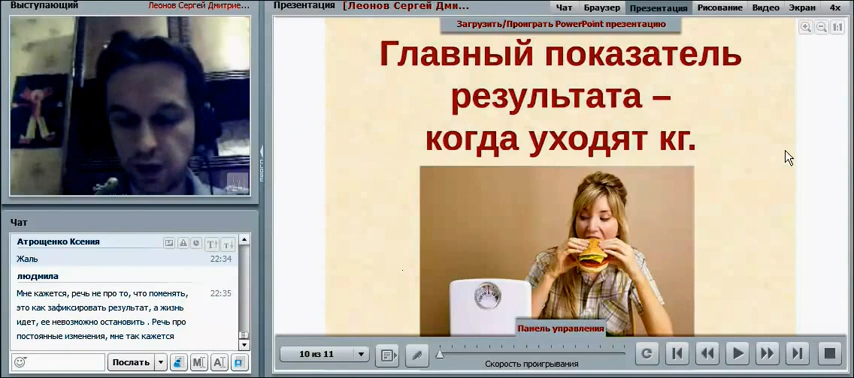 Выступающий
Леонов Сергей Дмитрие...
Презентация
[Леонов Сергей Дми...
Чат
Браузер
Презентация
Рисование
Видео
Экран
4x
Загрузить/Проиграть PowerPoint презентацию
1:1
Главный показатель
результата –
когда уходят кг.
Чат
Атрощенко Ксения
Жаль
22:34
людмила
Мне кажется, речь не про то, что поменять,
22:35
это как зафиксировать результат, а жизнь
идет, ее невозможно остановить . Речь про
постоянные изменения, мне так кажется
Послать
Панель управления
10 из 11
Скорость проигрывания